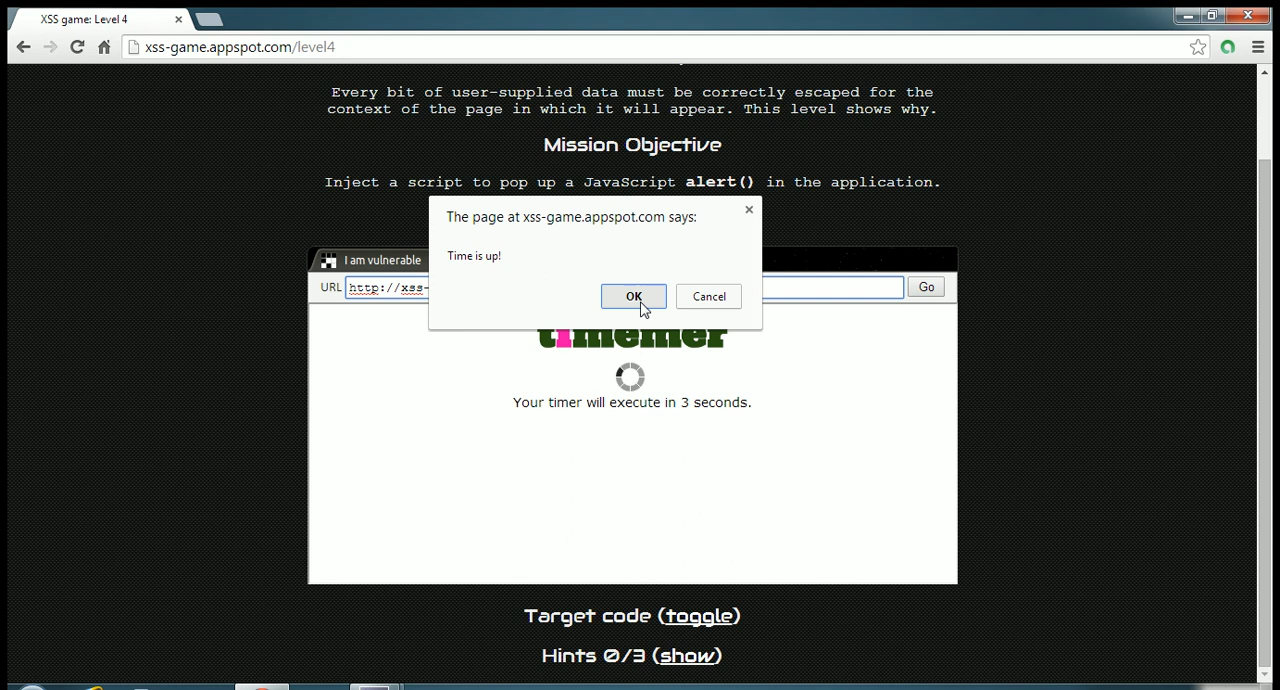 XSS game: Level 4
xss-game.appspot.com/level4
Every bit of user-supplied data must be correctly escaped for the
context of the page in which it will appear. This level shows why.
Mission Objective
Inject a script to pop up a JavaScript alert() in the application.
The page at xss-game.appspot.com says:
Time is up!
OK
Cancel
I am vulnerable
URL
http://xss-
Go
timemer
Your timer will execute in 3 seconds.
Target code (toggle)
Hints 0/3 (show)